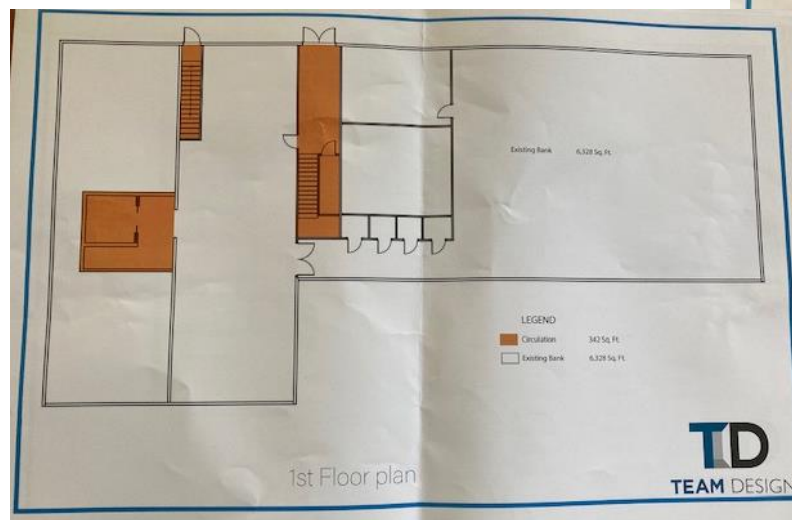 Existing Bank 6,328 Sq. Ft.
LEGEND
Circulation 342 Sq. Ft.
Existing Bank 6,328 Sq. Ft.
1st Floor plan
TD
TEAM DESIGN